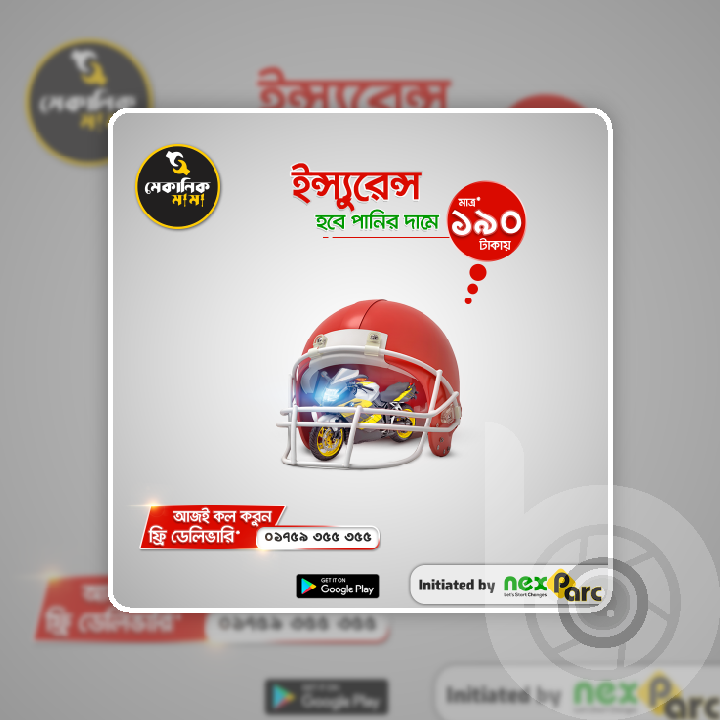 মেকানিক
মামা
ইন্স্যুরেন্স
হবে পানির দামে
মাত্র*
১৯০
টাকায়
আজই কল করুন
ফ্রি ডেলিভারি*
০১৭৫৯ ৩৫৫ ৩৫৫
GET IT ON
Google Play
Initiated by nexParc
Let's Start Changes